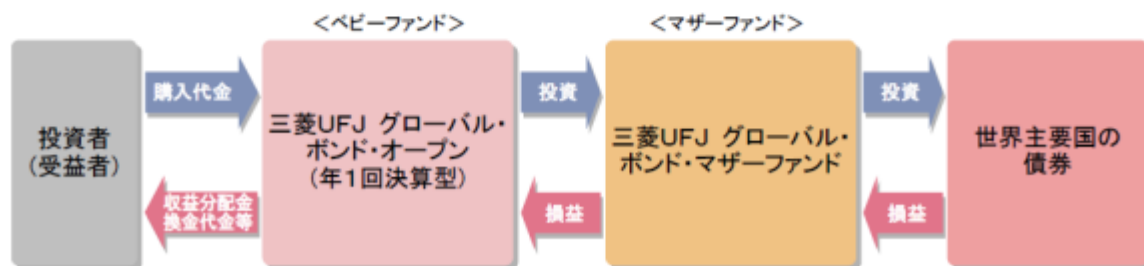 <ベビーファンド>
<マザーファンド>
投資者
(受益者)
購入代金
収益分配金
換金代金等
三菱UFJ グローバル・
ボンド・オープン
(年1回決算型)
投資
損益
三菱UFJ グローバル・
ボンド・マザーファンド
投資
損益
世界主要国の
債券